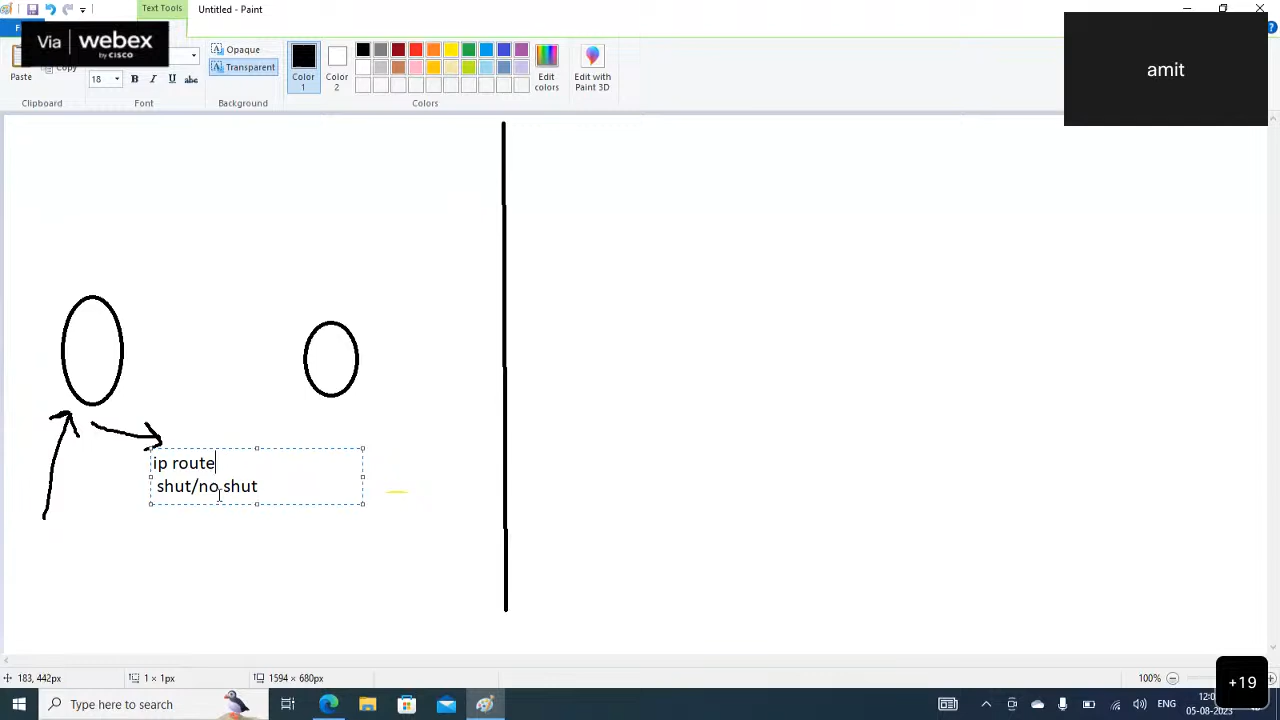 Text Tools
Untitled - Paint
Via webex
by CISCO
amit
Paste
Copy
18
B I U abc
Opaque
Transparent
Color
1
Color
2
Edit
colors
Edit with
Paint 3D
Clipboard
Font
Background
Colors
ip route
shut/no shut
183, 442px
1 × 1px
1594 × 680px
100%
+19
Type here to search
ENG
05-08-2023